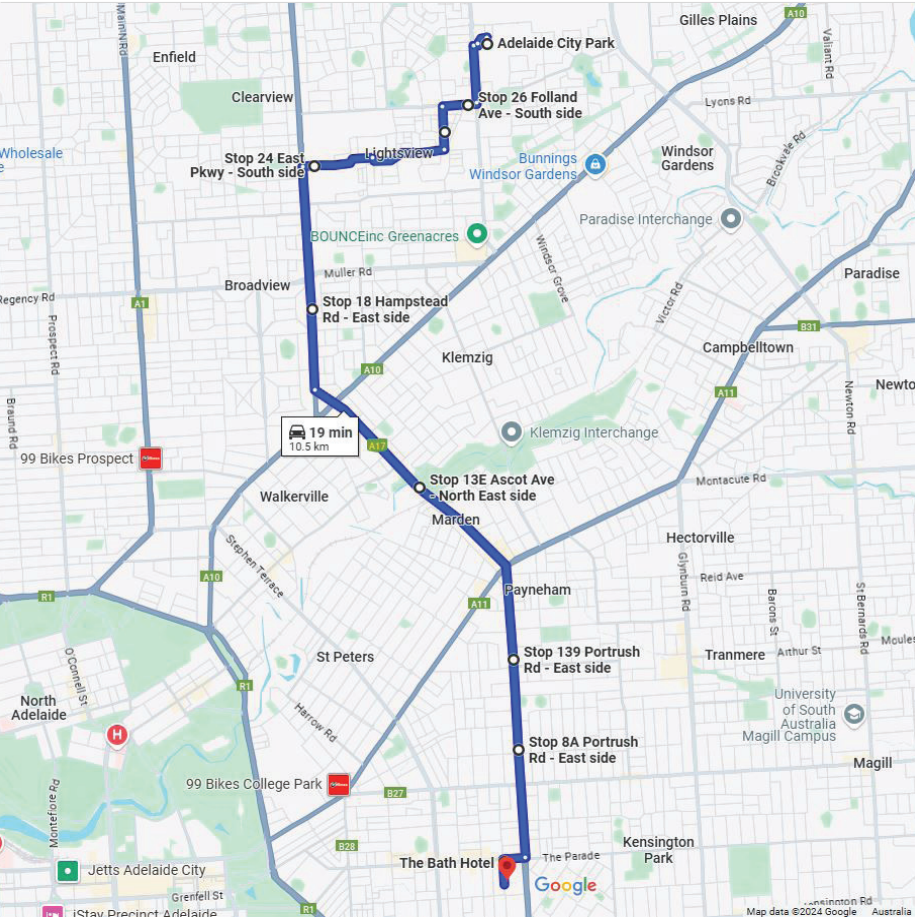 Main N Rd
A10
Gilles Plains
Valiant Rd
Enfield
Adelaide City Park
Clearview
Stop 26 Folland
Ave - South side
Lyons Rd
Brookvale Rd
Wholesale
e
Stop 24 East
Pkwy - South side
Lightsview
Bunnings
Windsor Gardens
Windsor
Gardens
Paradise Interchange
BOUNCEinc Greenacres
Windsor Grove
Muller Rd
Paradise
Broadview
Regency Rd
A1
Stop 18 Hampstead
Rd - East side
Victor Rd
B31
Prospect Rd
Campbelltown
Klemzig
A10
A11
Newto
Newton Rd
Braund Rd
19 min
10.5 km
A17
Klemzig Interchange
99 Bikes Prospect
Stop 13E Ascot Ave
- North East side
Montacute Rd
Walkerville
Marden
Hectorville
Stephen Terrace
Glynburn Rd
A10
Reid Ave
R1
A11
Payneham
Barons St
St Bernards Rd
Moules
St Peters
Stop 139 Portrush
Rd - East side
Tranmere
Arthur St
O'Connell St
R1
North
Adelaide
University
of South
Australia
Magill Campus
H
Harrow Rd
Stop 8A Portrush
Rd - East side
Magill
99 Bikes College Park
B27
Montefiore Rd
B28
Kensington
Park
The Bath Hotel
The Parade
Jetts Adelaide City
Google
Grenfell St
iStay Precinct Adelaide
R1
Kensington Rd
Map data ©2024 Google
Australia